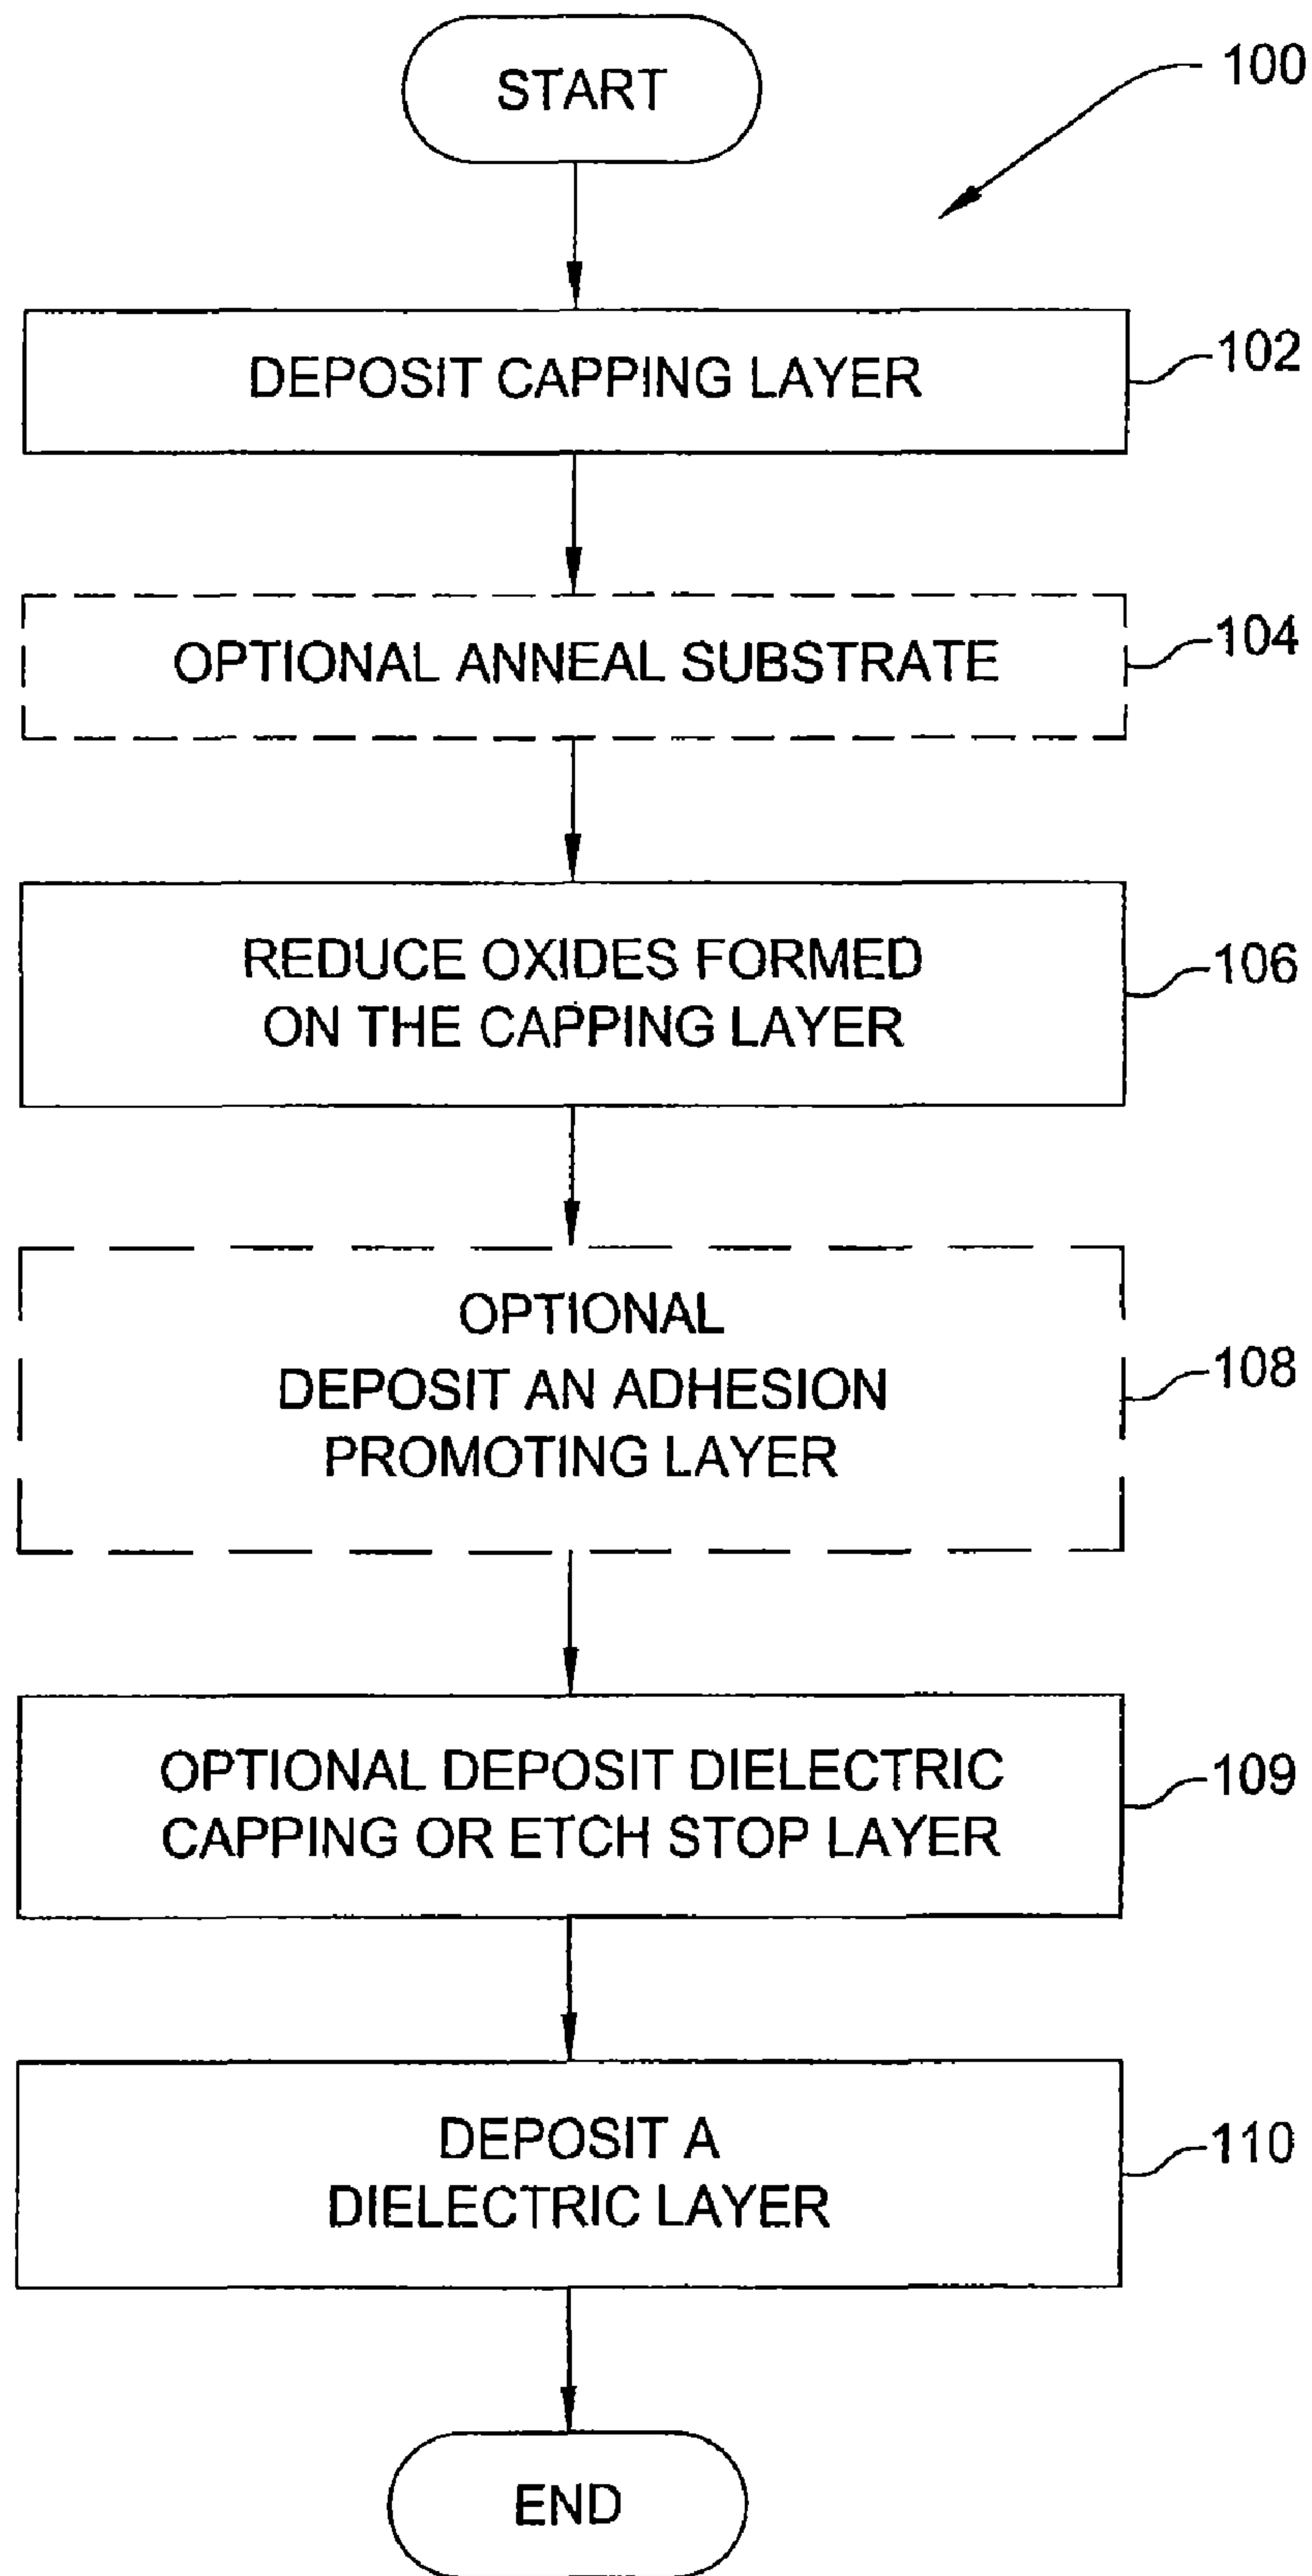 START
100
DEPOSIT CAPPING LAYER
102
OPTIONAL ANNEAL SUBSTRATE
104
REDUCE OXIDES FORMED
ON THE CAPPING LAYER
106
OPTIONAL
DEPOSIT AN ADHESION
PROMOTING LAYER
108
OPTIONAL DEPOSIT DIELECTRIC
CAPPING OR ETCH STOP LAYER
109
DEPOSIT A
DIELECTRIC LAYER
110
END